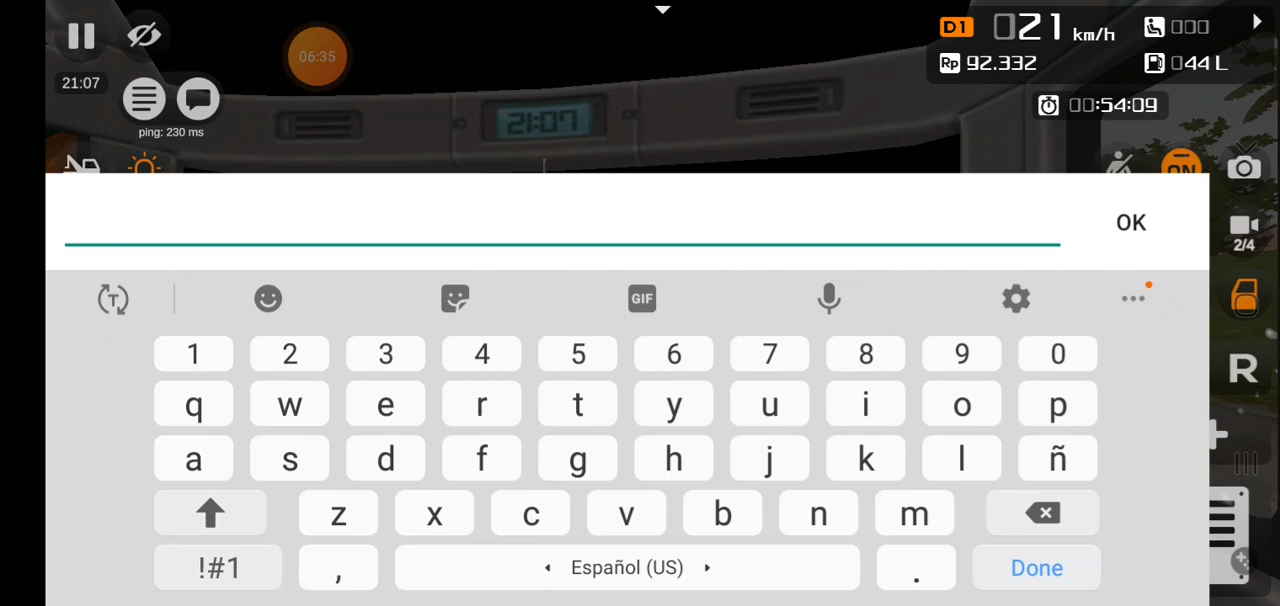 06:35
D1 021 km/h 000
Rp 92.332 044 L
21:07
00:54:09
ping: 230 ms
21:07
ON
OK
2/4
T
GIF
1 2 3 4 5 6 7 8 9 0
q w e r t y u i o p
R
a s d f g h j k l ñ
z x c v b n m
!#1 , Español (US) . Done